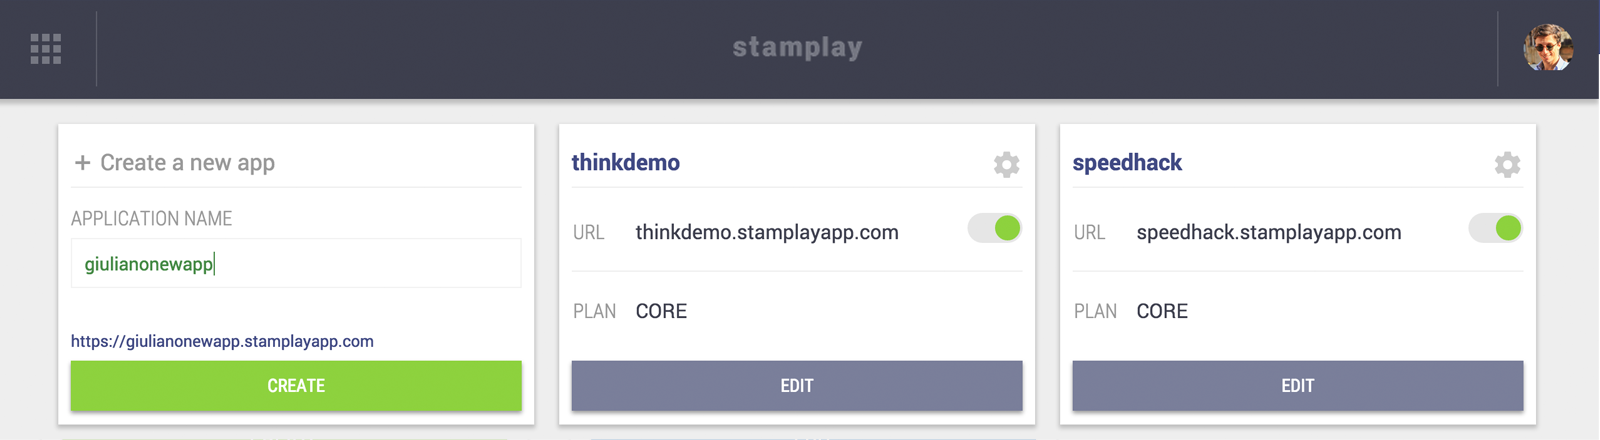 stamplay
+ Create a new app
APPLICATION NAME
giulianonewapp
https://giulianonewapp.stamplayapp.com
CREATE
thinkdemo
URL thinkdemo.stamplayapp.com
PLAN CORE
EDIT
speedhack
URL speedhack.stamplayapp.com
PLAN CORE
EDIT